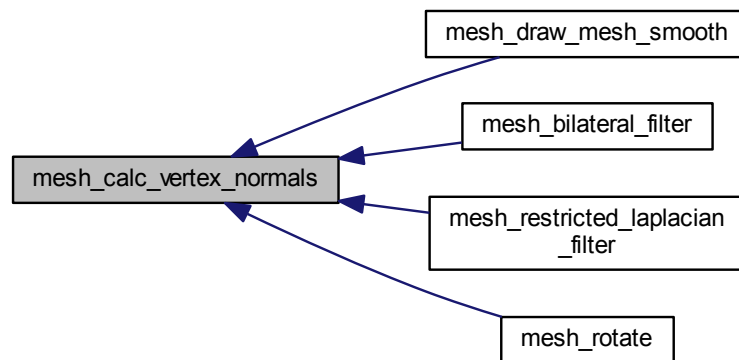 mesh_draw_mesh_smooth
mesh_bilateral_filter
mesh_calc_vertex_normals
mesh_restricted_laplacian
_filter
mesh_rotate